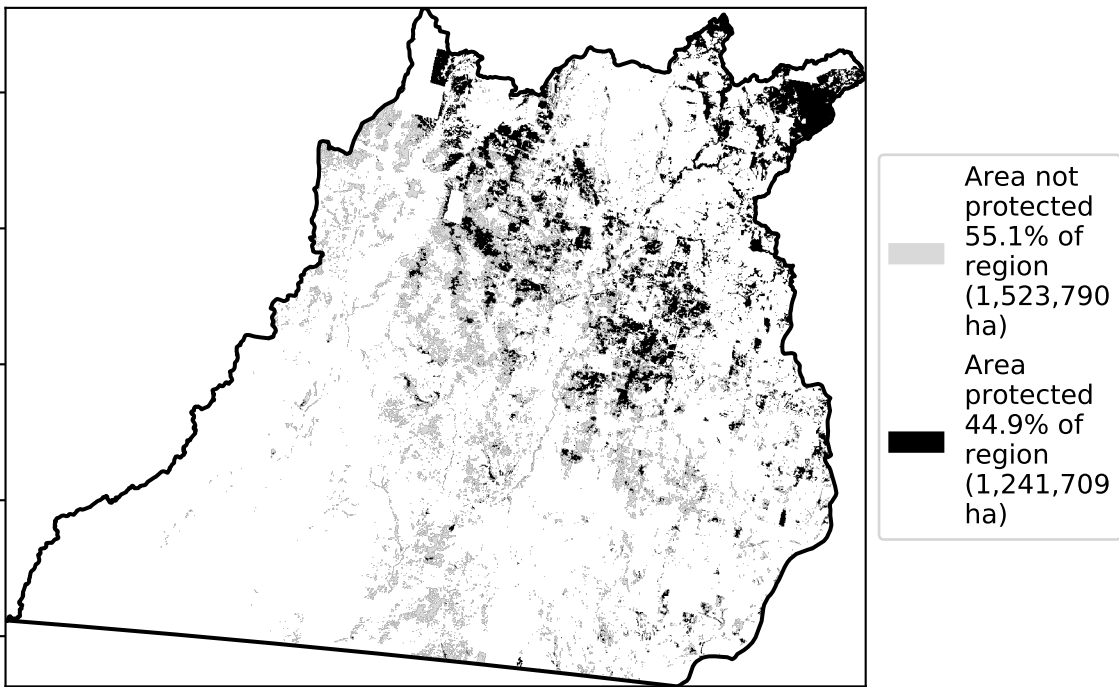 Area not
protected
55.1% of
region
(1,523,790
ha)
Area
protected
44.9% of
region
(1,241,709
ha)